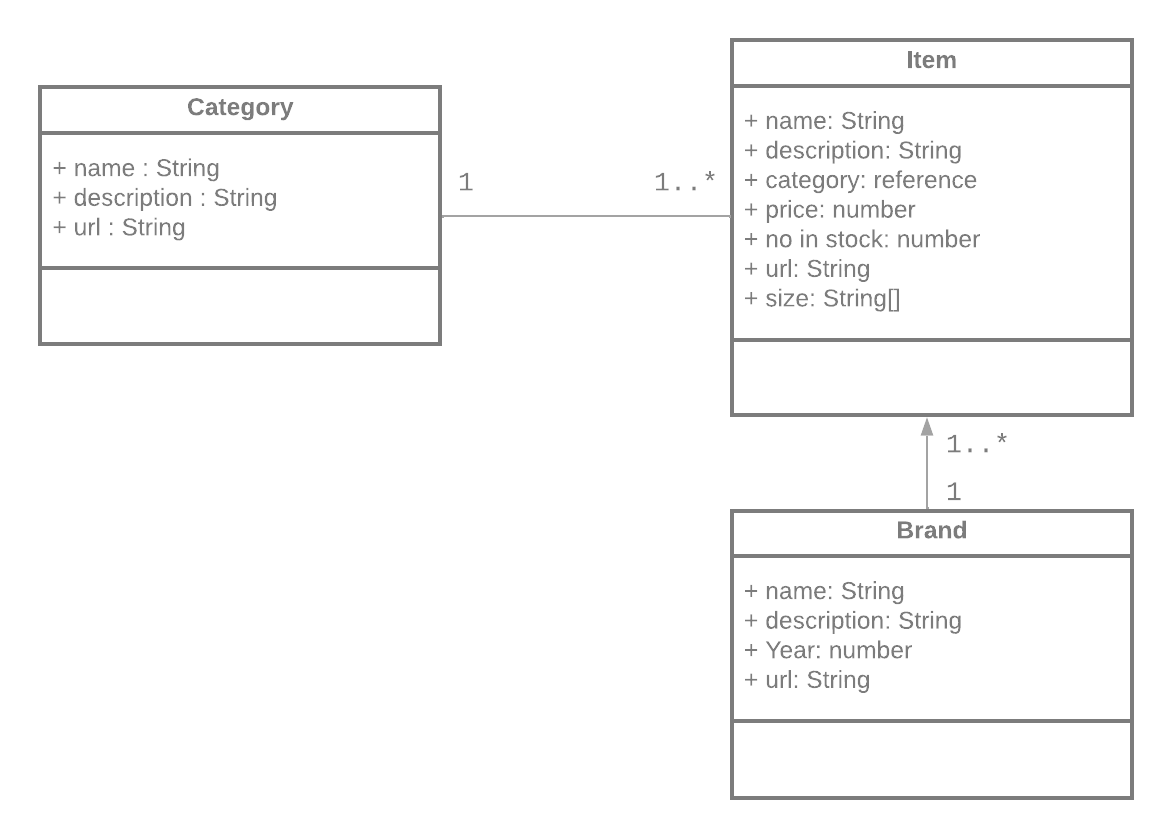 Category
+ name : String
+ description : String
+ url : String
1
1..*
Item
+ name: String
+ description: String
+ category: reference
+ price: number
+ no in stock: number
+ url: String
+ size: String[]
1..*
1
Brand
+ name: String
+ description: String
+ Year: number
+ url: String